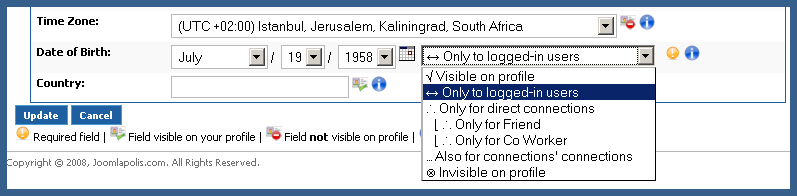 Time Zone: (UTC +02:00) Istanbul, Jerusalem, Kaliningrad, South Africa
Date of Birth: July / 19 / 1958 ↔ Only to logged-in users
√ Visible on profile
↔ Only to logged-in users
Country:
∴ Only for direct connections
[ ∴ Only for Friend
[ ∴ Only for Co Worker
... Also for connections' connections
⊗ Invisible on profile
Update Cancel
Required field | Field visible on your profile | Field not visible on profile |
Copyright © 2008, Joomlapolis.com. All Rights Reserved.